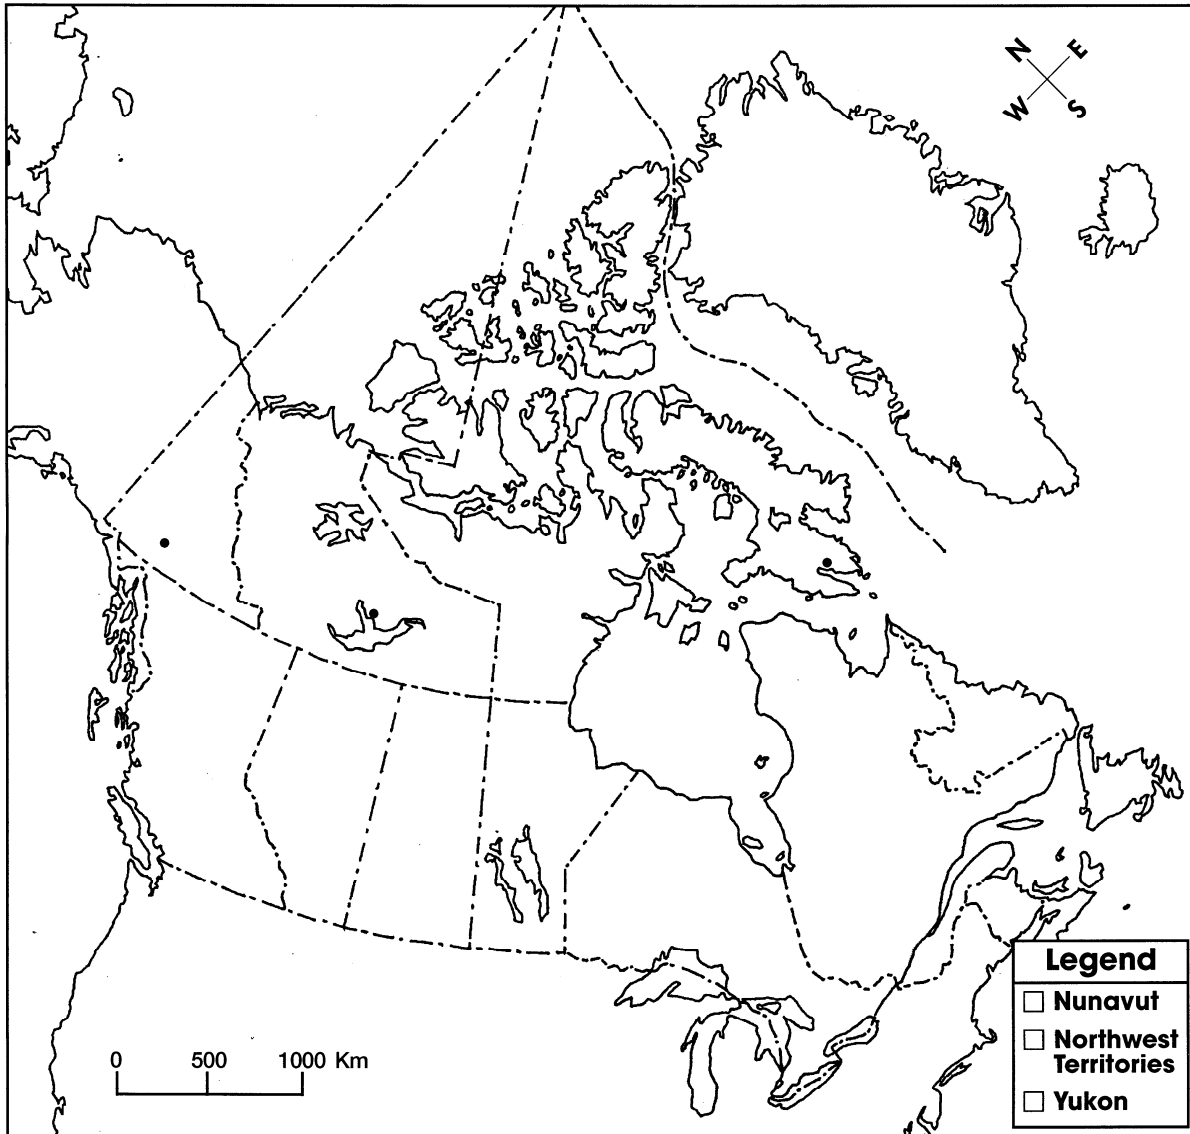 N E
W S
0 500 1000 Km
Legend
Nunavut
Northwest
Territories
Yukon